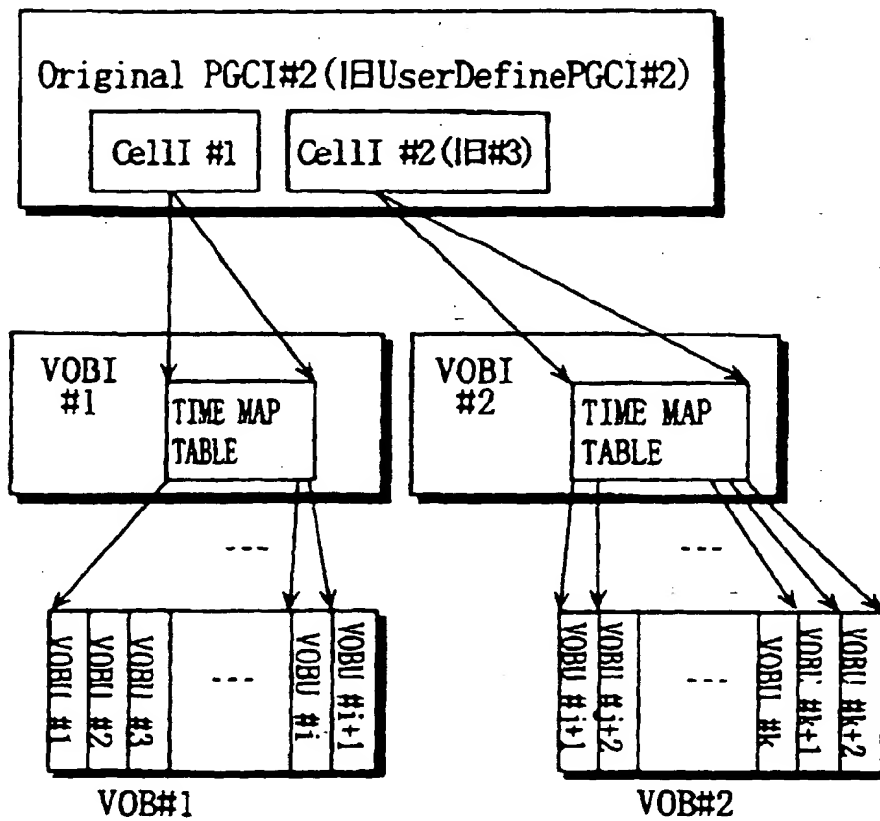 Original PGCI#2(旧UserDefinePGCI#2)
CellI #1
CellI #2(旧#3)
VOBI
#1
TIME MAP
TABLE
VOBI
#2
TIME MAP
TABLE
---
---
VOBU #1
VOBU #2
VOBU #3
---
VOBU #i
VOBU #i+1
VOBU #j+1
VOBU #j+2
---
VOBU #k
VOBU #k+1
VOBU #k+2
VOB#1
VOB#2